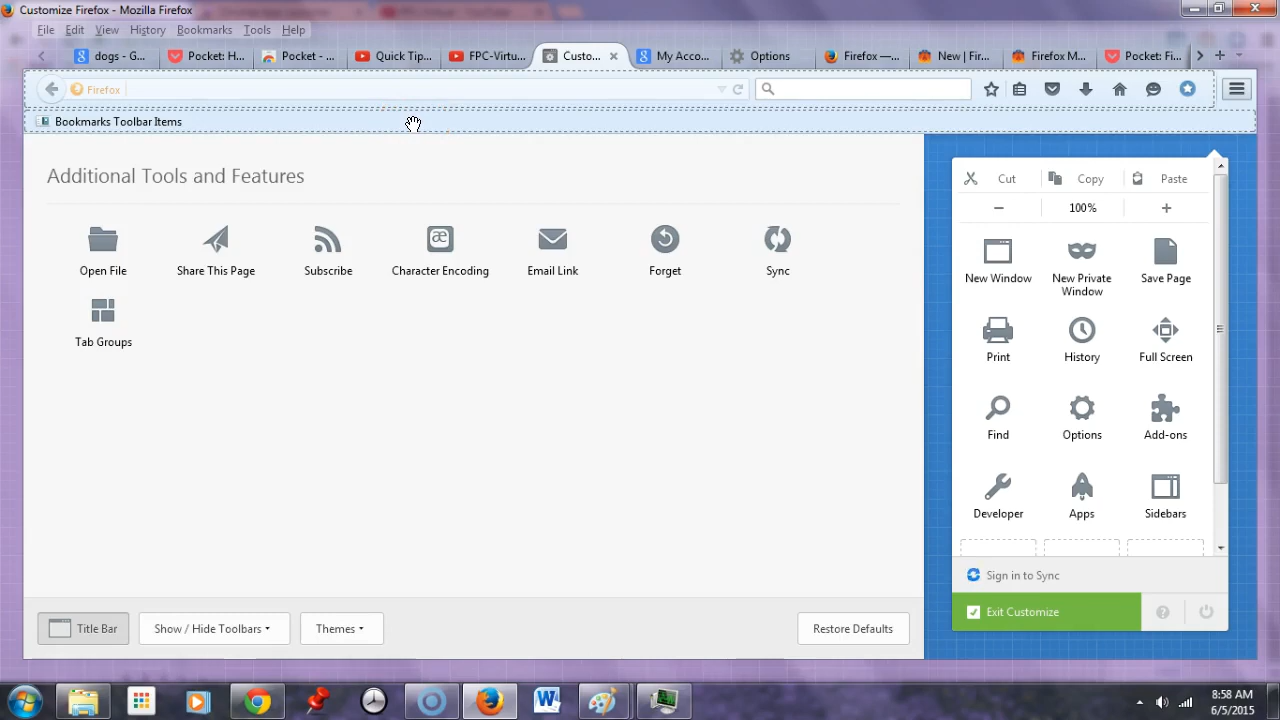 Customize Firefox - Mozilla Firefox
File Edit View History Bookmarks Tools Help
dogs - G... Pocket: H... Pocket - ... Quick Tip... FPC-Virtu... Custo... My Acco... Options Firefox —... New | Fir... Firefox M... Pocket: Fi...
Firefox
Bookmarks Toolbar Items
Additional Tools and Features
Open File Share This Page Subscribe Character Encoding Email Link Forget Sync
Tab Groups
Cut Copy Paste
− 100% +
New Window New Private Window Save Page
Print History Full Screen
Find Options Add-ons
Developer Apps Sidebars
Sign in to Sync
Exit Customize
Title Bar Show / Hide Toolbars Themes Restore Defaults
8:58 AM
6/5/2015